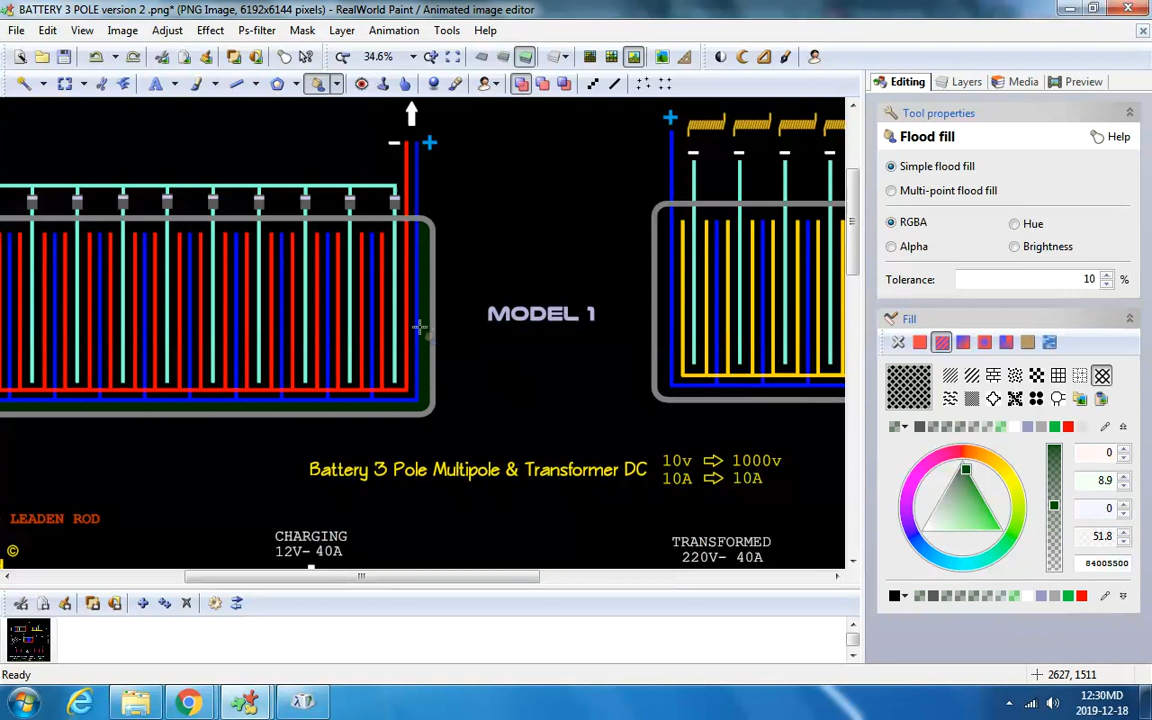 BATTERY 3 POLE version 2 .png* (PNG Image, 6192x6144 pixels) - RealWorld Paint / Animated image editor
File Edit View Image Adjust Effect Ps-filter Mask Layer Animation Tools Help
34.6%
Editing Layers Media Preview
Tool properties
Flood fill Help
Simple flood fill
Multi-point flood fill
RGBA Hue
Alpha Brightness
Tolerance: 10 %
Fill
0
8.9
0
51.8
84005500
- +
+
- - - -
MODEL 1
Battery 3 Pole Multipole & Transformer DC
10v ⇨ 1000v
10A ⇨ 10A
LEADEN ROD
©
CHARGING
12V- 40A
TRANSFORMED
220V- 40A
Ready
2627, 1511
12:30MD
2019-12-18